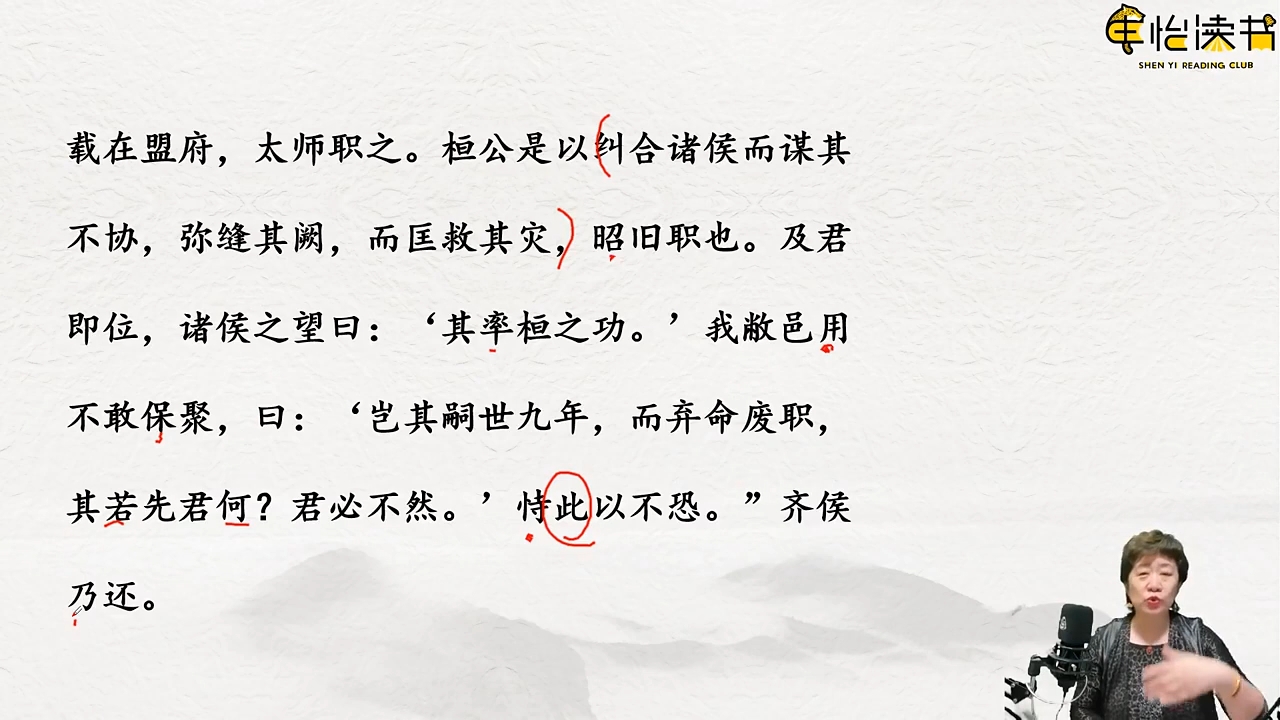 申怡读书
SHEN YI READING CLUB
载在盟府，太师职之。桓公是以纠合诸侯而谋其
不协，弥缝其阙，而匡救其灾，昭旧职也。及君
即位，诸侯之望曰：‘其率桓之功。’我敝邑用
不敢保聚，曰：‘岂其嗣世九年，而弃命废职，
其若先君何？君必不然。’恃此以不恐。”齐侯
乃还。